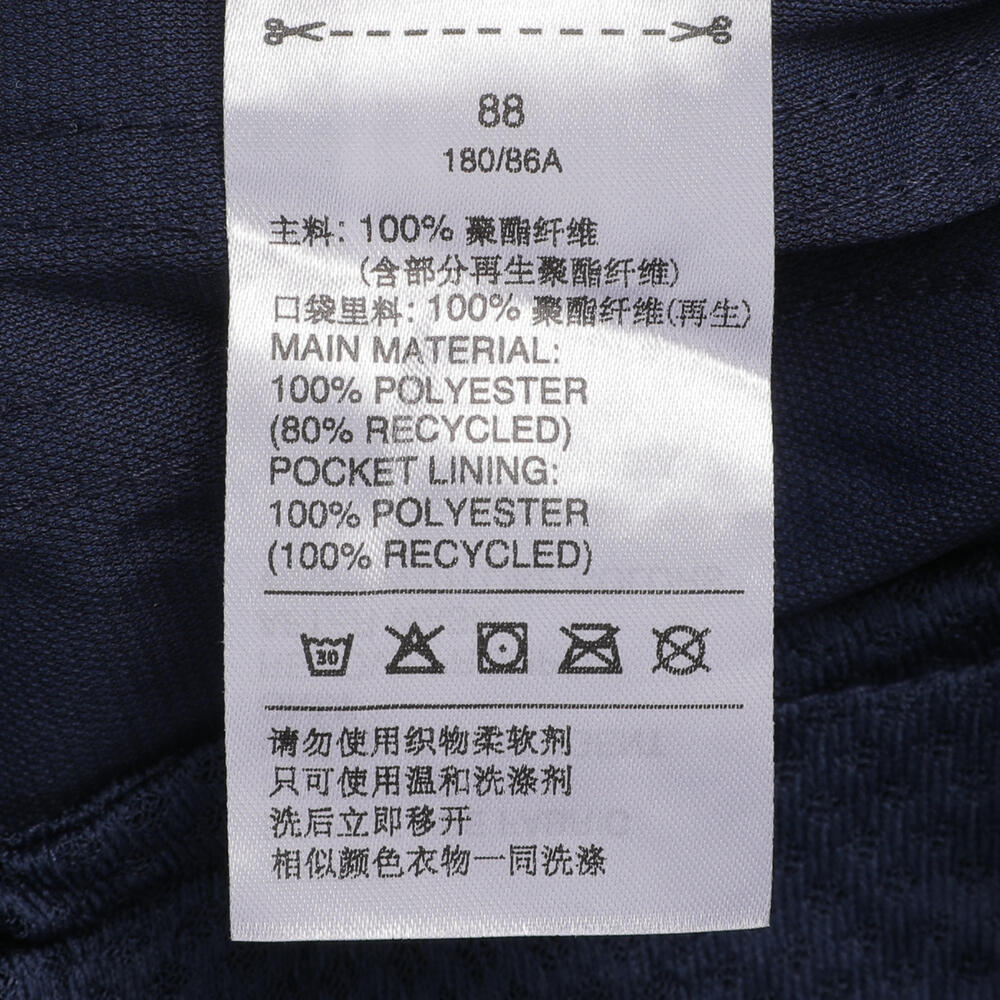 88
180/86A
主料: 100% 聚酯纤维
(含部分再生聚酯纤维)
口袋里料: 100% 聚酯纤维(再生)
MAIN MATERIAL:
100% POLYESTER
(80% RECYCLED)
POCKET LINING:
100% POLYESTER
(100% RECYCLED)
30
请勿使用织物柔软剂
只可使用温和洗涤剂
洗后立即移开
相似颜色衣物一同洗涤